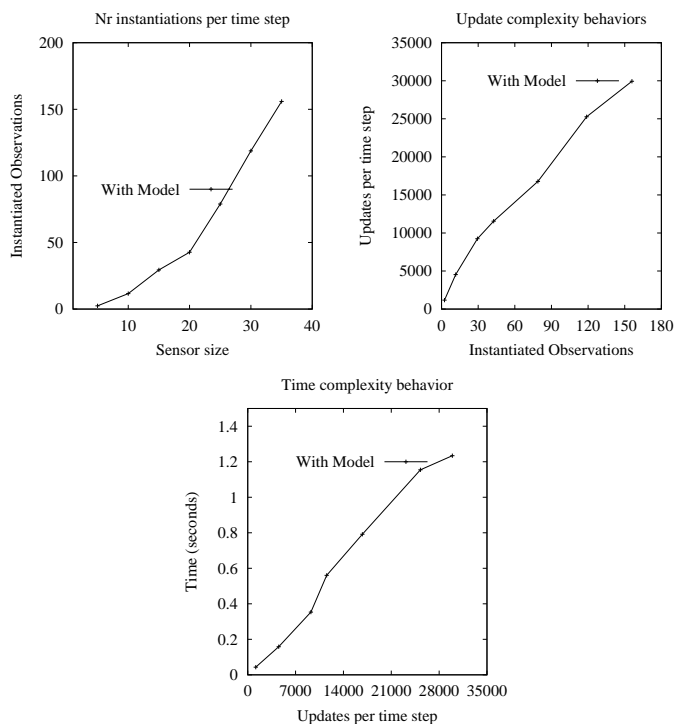 Nr instantiations per time step
200
150
100
50
0
10 20 30 40
Instantiated Observations
Sensor size
With Model
Update complexity behaviors
35000
30000
25000
20000
15000
10000
5000
0
0 30 60 90 120 150 180
Updates per time step
Instantiated Observations
With Model
Time complexity behavior
1.4
1.2
1
0.8
0.6
0.4
0.2
0
0 7000 14000 21000 28000 35000
Time (seconds)
Updates per time step
With Model